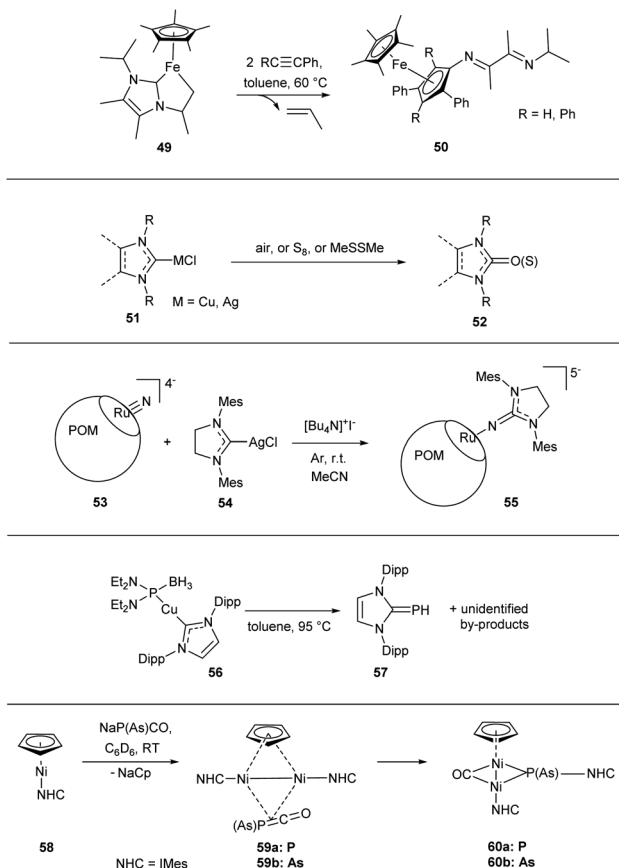 N
N
Fe
49
2 RC≡CPh,
toluene, 60 °C
Fe
R
Ph
R
Ph
Ph
N
N
R = H, Ph
50
R
N
N
R
MCl
M = Cu, Ag
51
air, or S8, or MeSSMe
R
N
N
R
O(S)
52
Ru≡N
4-
POM
53
+
Mes
N
N
Mes
AgCl
54
[Bu4N]+I-
Ar, r.t.
MeCN
Mes
N
N
Mes
N
Ru
POM
5-
55
Et2N
BH3
P
Et2N
Cu
Dipp
N
N
Dipp
56
toluene, 95 °C
Dipp
N
N
Dipp
PH
57
+ unidentified
by-products
Ni
NHC
58
NaP(As)CO,
C6D6, RT
- NaCp
NHC
Ni
Ni
NHC
(As)P=C=O
59a: P
59b: As
Ni
OC
Ni
P(As)
NHC
NHC
60a: P
60b: As
NHC = IMes